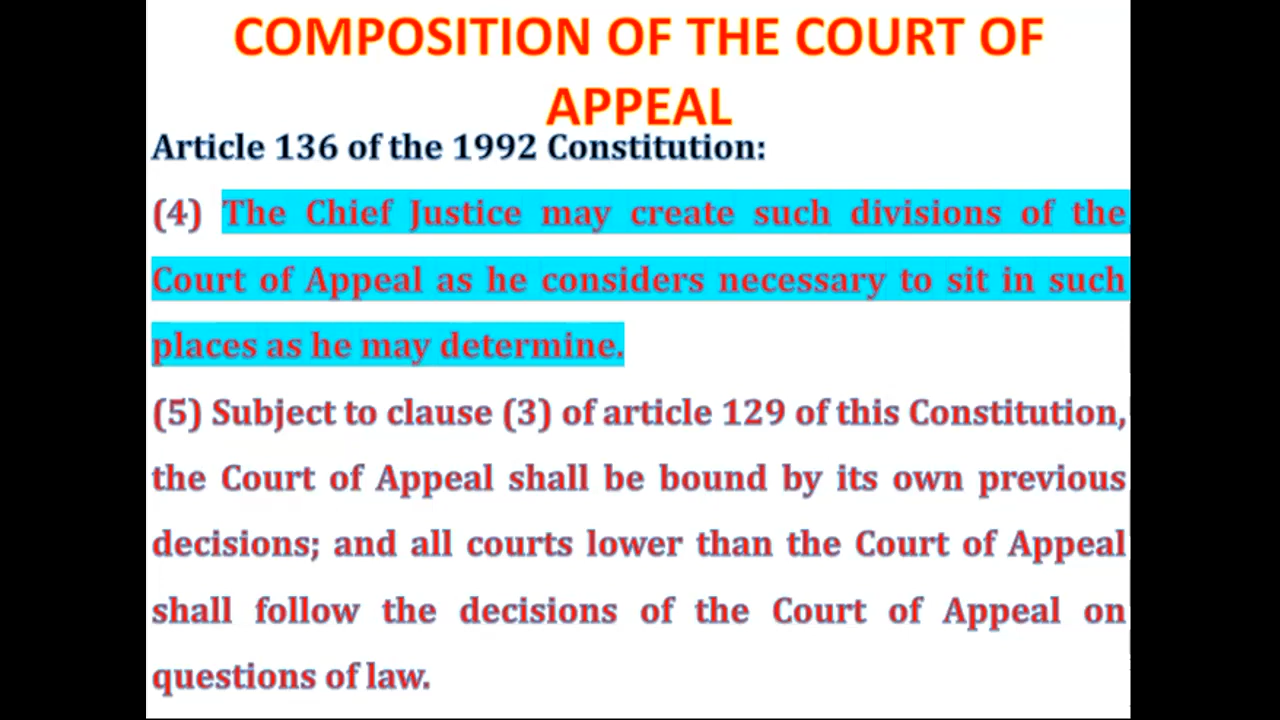 COMPOSITION OF THE COURT OF
APPEAL
Article 136 of the 1992 Constitution:
(4) The Chief Justice may create such divisions of the
Court of Appeal as he considers necessary to sit in such
places as he may determine.
(5) Subject to clause (3) of article 129 of this Constitution,
the Court of Appeal shall be bound by its own previous
decisions; and all courts lower than the Court of Appeal
shall follow the decisions of the Court of Appeal on
questions of law.